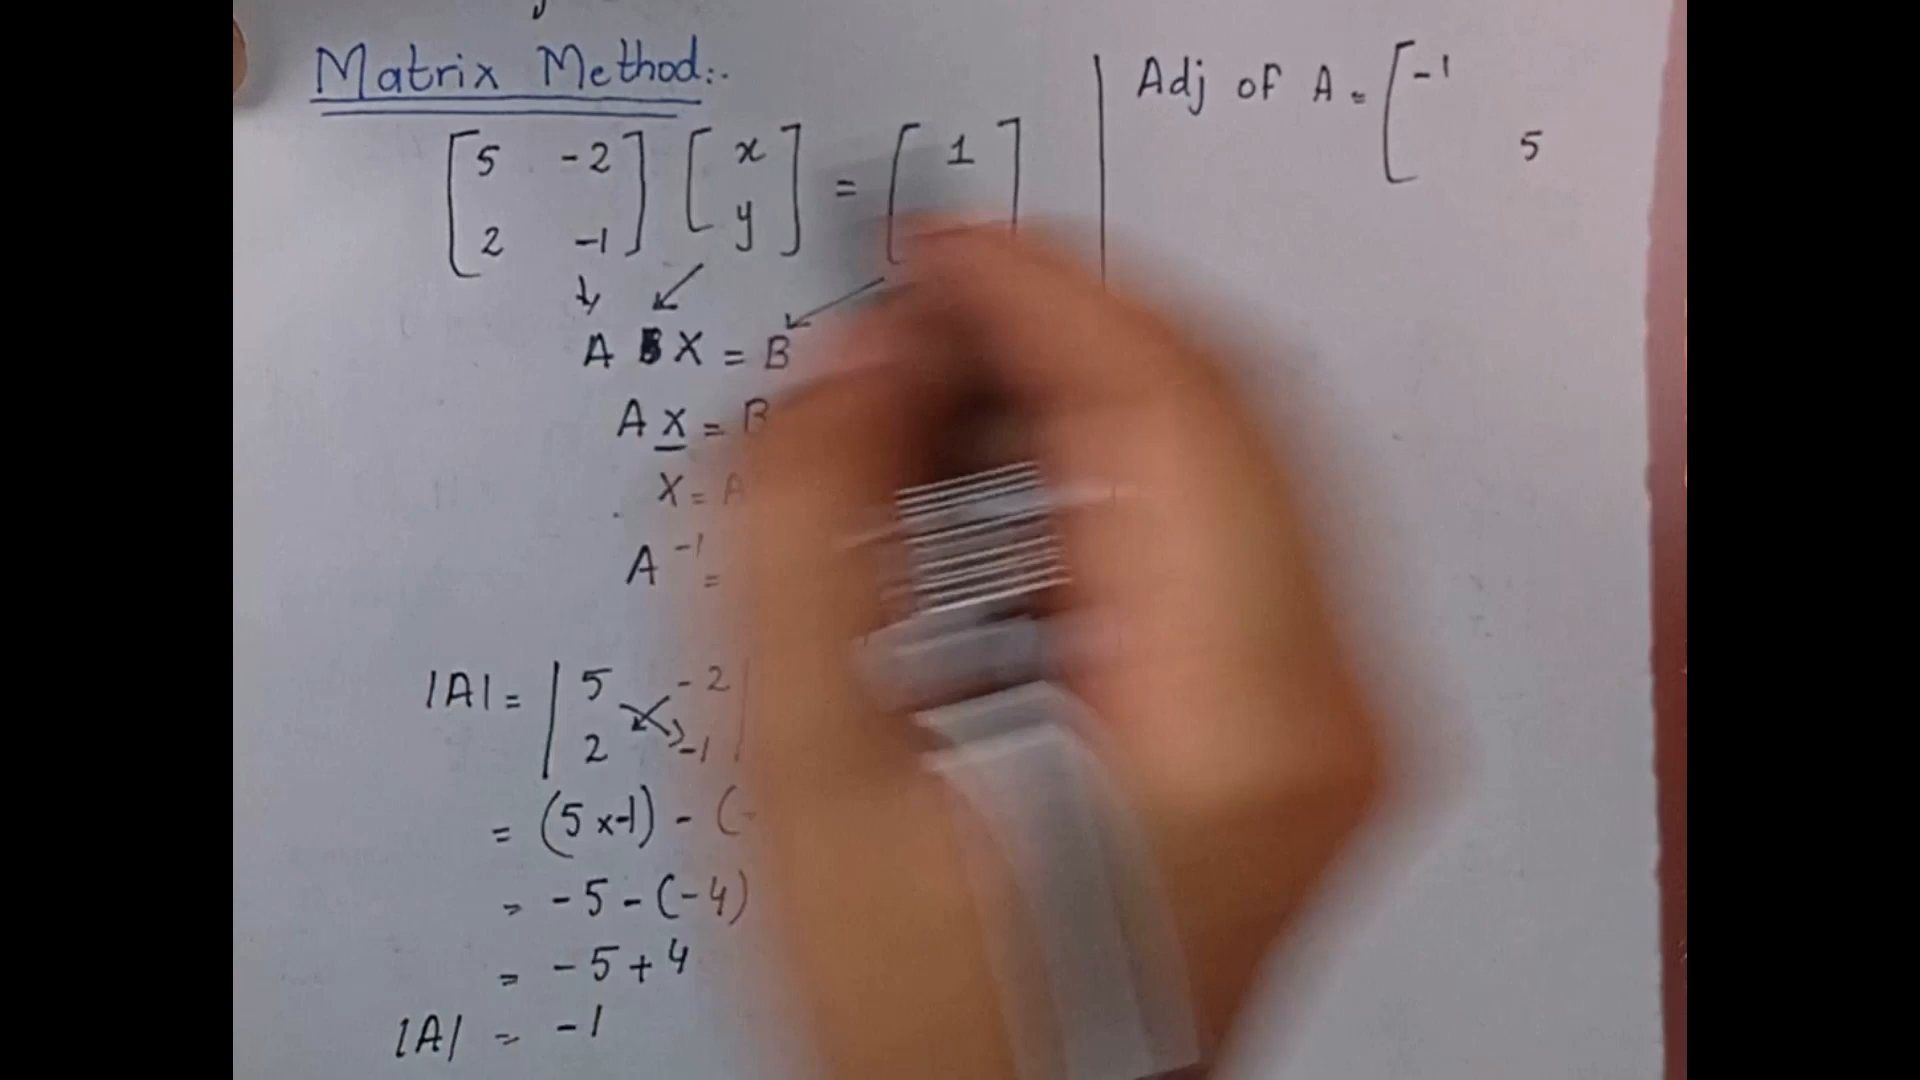 Matrix Method:.
[5 -2] [x] = [1]
[2 -1] [y]
A X = B
A X = B
X = A
A⁻¹ =
|A| = |5 -2|
|2 -1|
= (5 x-1) - (-
= -5 - (-4)
= -5 + 4
|A| = -1
Adj of A = [-1
5